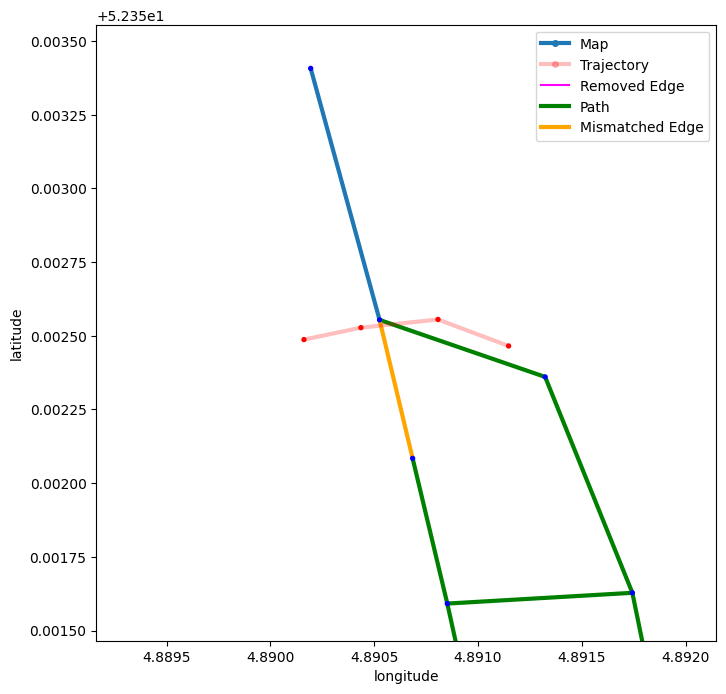 +5.235e1
0.00350
0.00325
0.00300
0.00275
0.00250
0.00225
0.00200
0.00175
0.00150
latitude
Map
Trajectory
Removed Edge
Path
Mismatched Edge
4.8895 4.8900 4.8905 4.8910 4.8915 4.8920
longitude